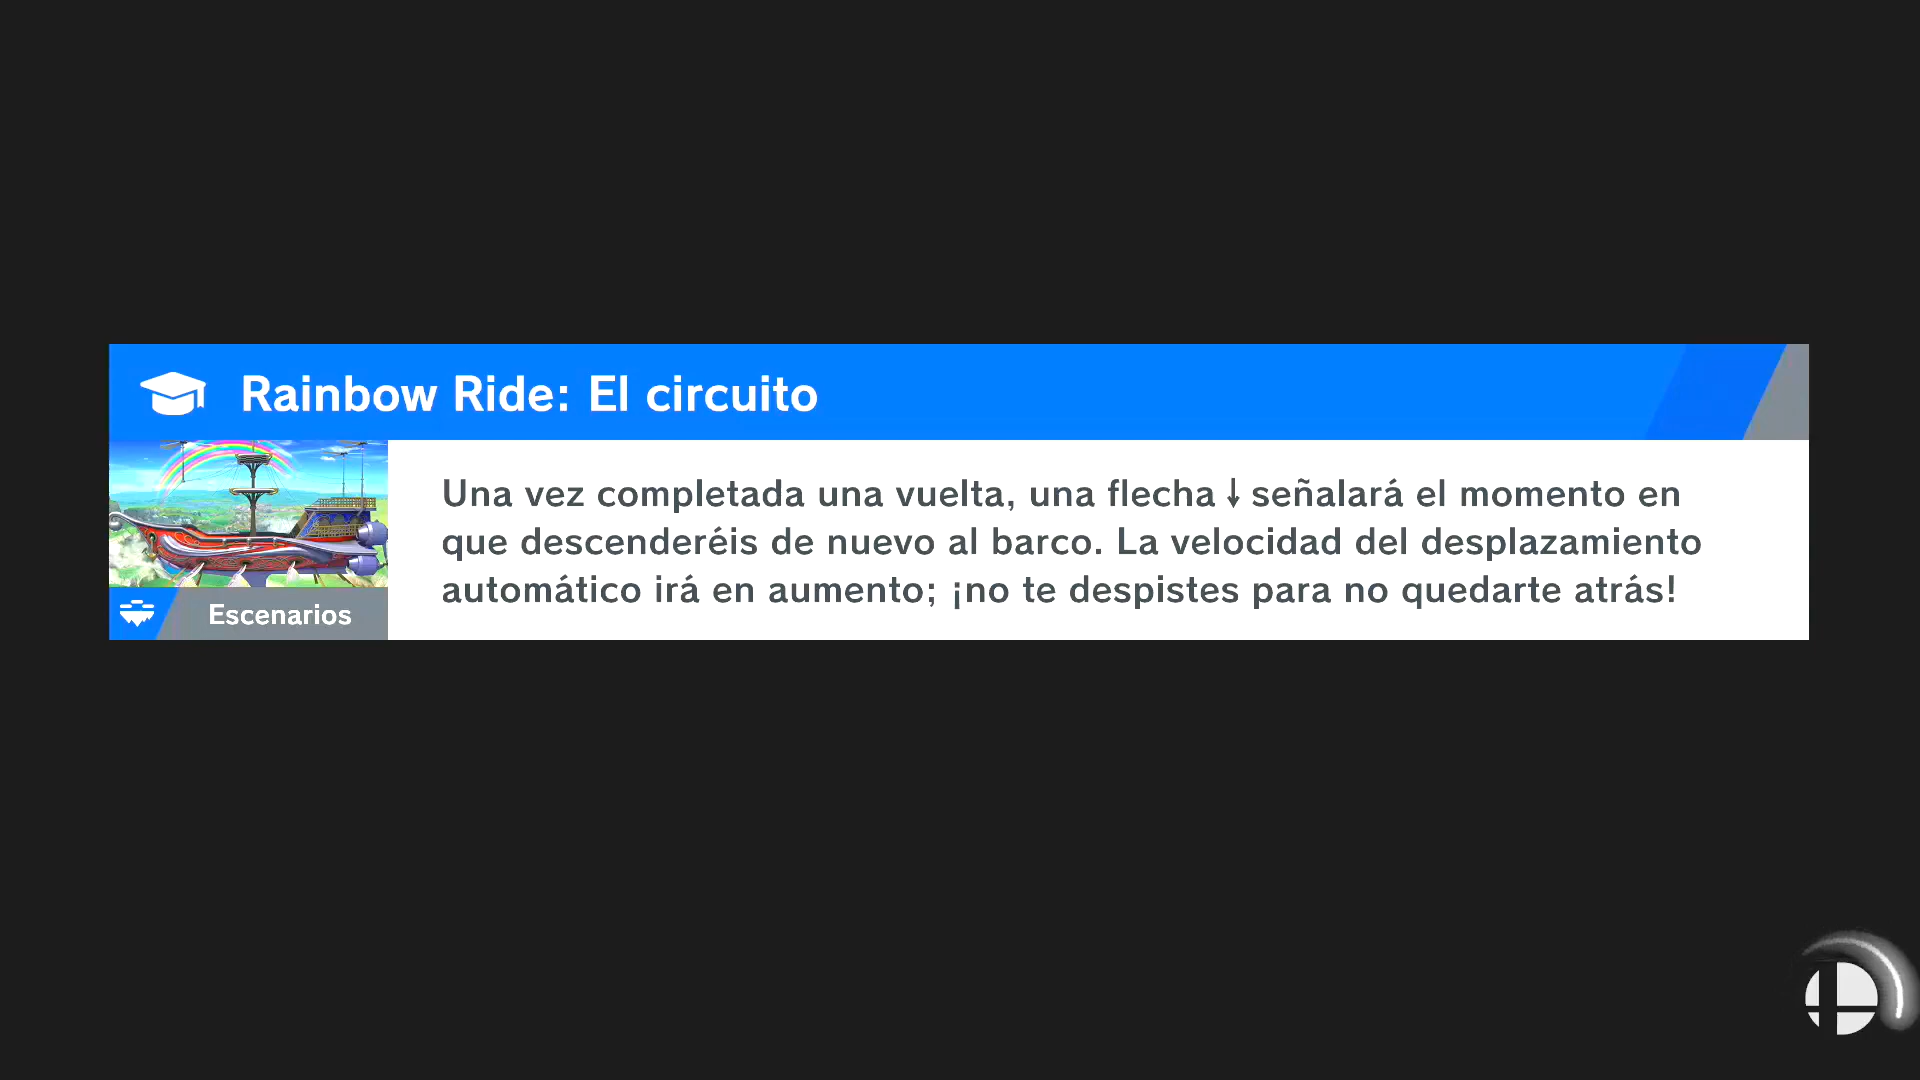 Rainbow Ride: El circuito
Una vez completada una vuelta, una flecha ↓ señalará el momento en
que descenderéis de nuevo al barco. La velocidad del desplazamiento
automático irá en aumento; ¡no te despistes para no quedarte atrás!
Escenarios